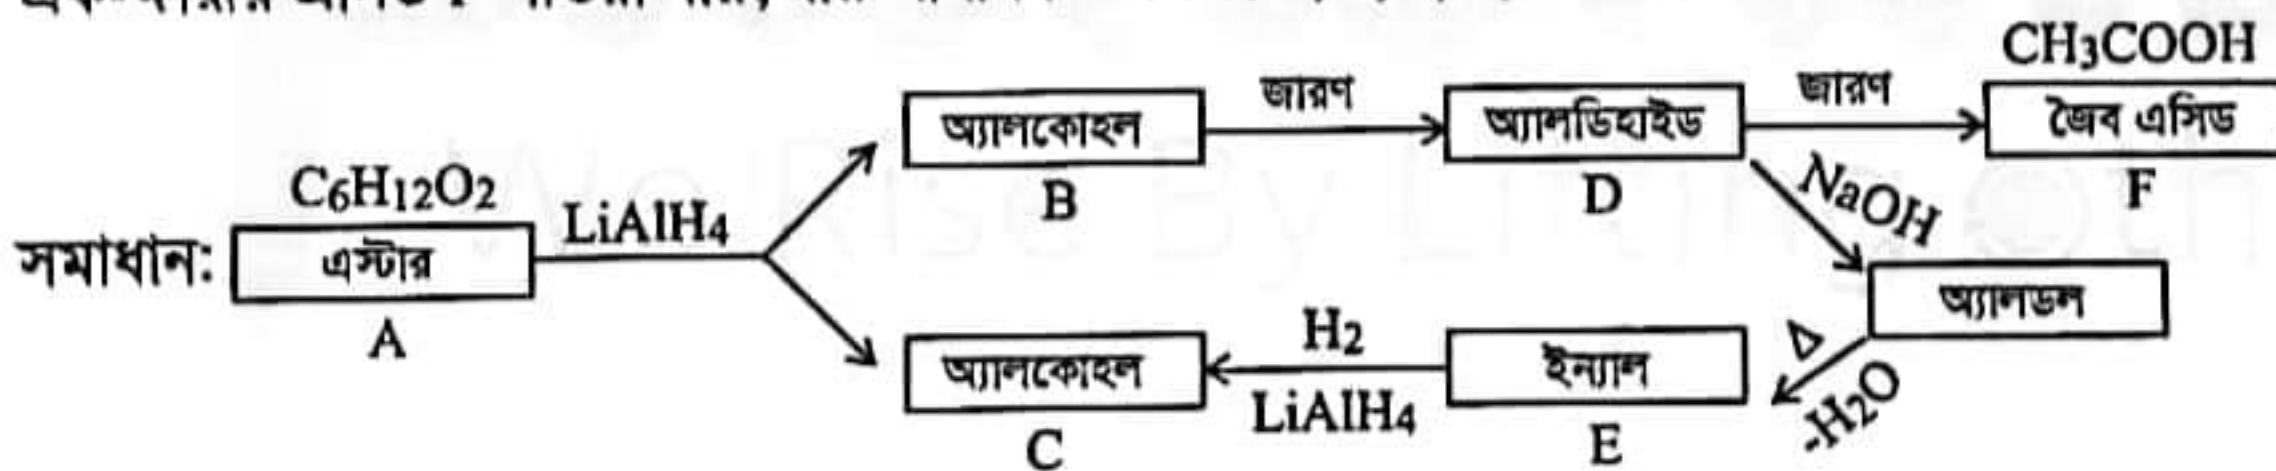 CH3COOH
অ্যালকোহল জারণ অ্যালডিহাইড জারণ জৈব এসিড
B D F
C6H12O2 LiAlH4 NaOH
সমাধান: এস্টার
A
অ্যালডল
H2 Δ
অ্যালকোহল ইন্যাল
LiAlH4 -H2O
C E